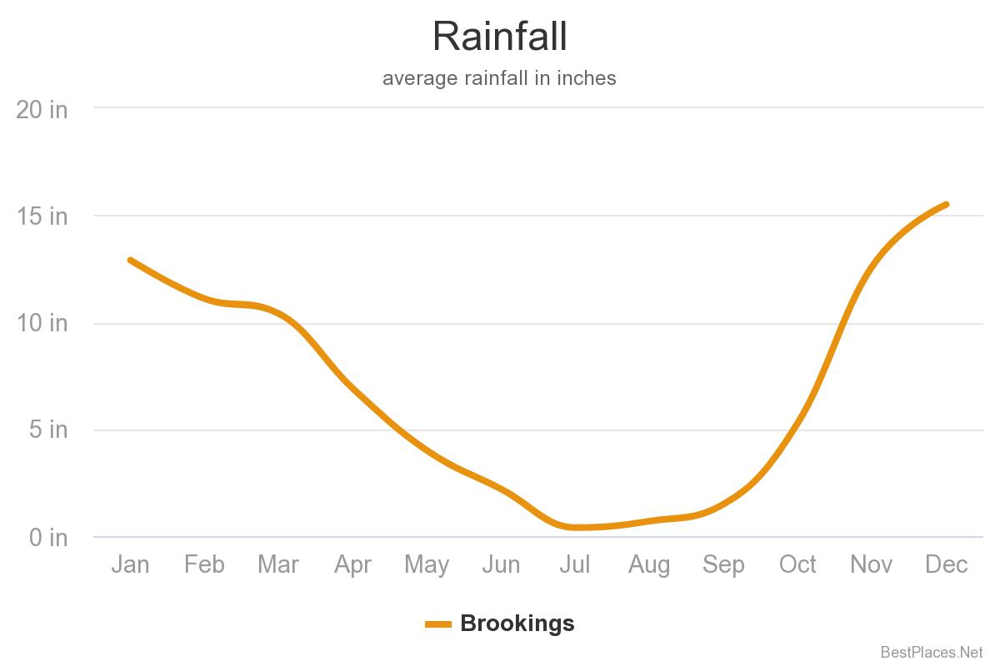 Rainfall
average rainfall in inches
20 in
15 in
10 in
5 in
0 in
Jan Feb Mar Apr May Jun Jul Aug Sep Oct Nov Dec
Brookings
BestPlaces.Net